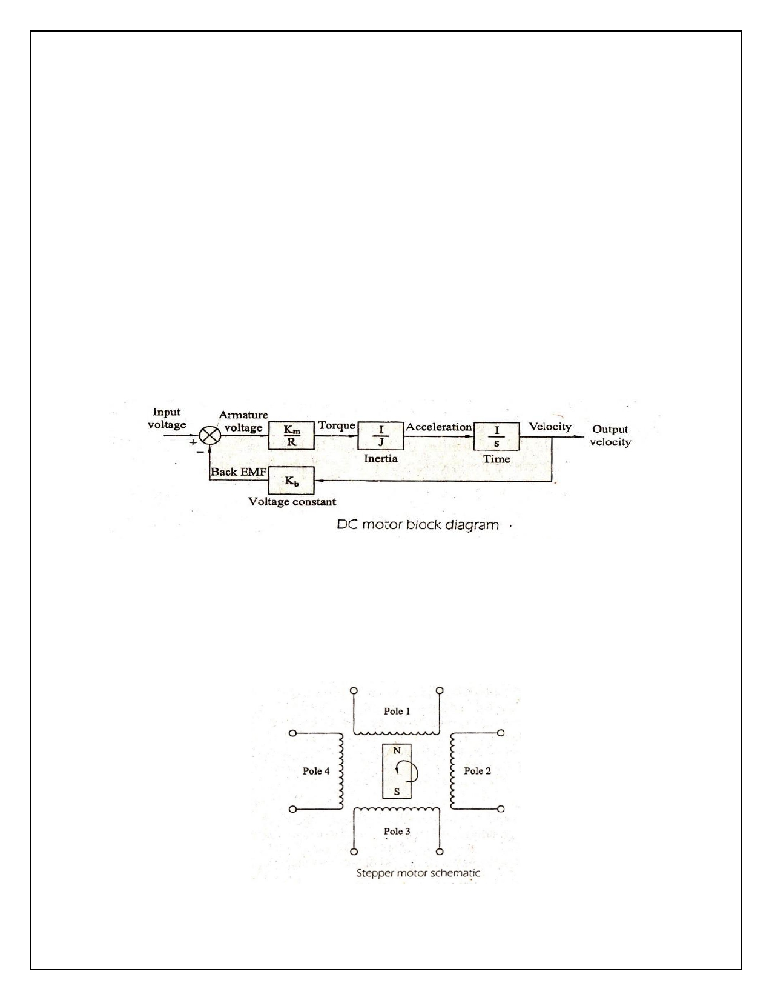 Input voltage
+
−
Armature voltage
Km
R
Torque
I
J
Inertia
Acceleration
I
s
Time
Velocity
Output velocity
Back EMF
Kb
Voltage constant
DC motor block diagram
Pole 1
Pole 4
N
S
Pole 2
Pole 3
Stepper motor schematic